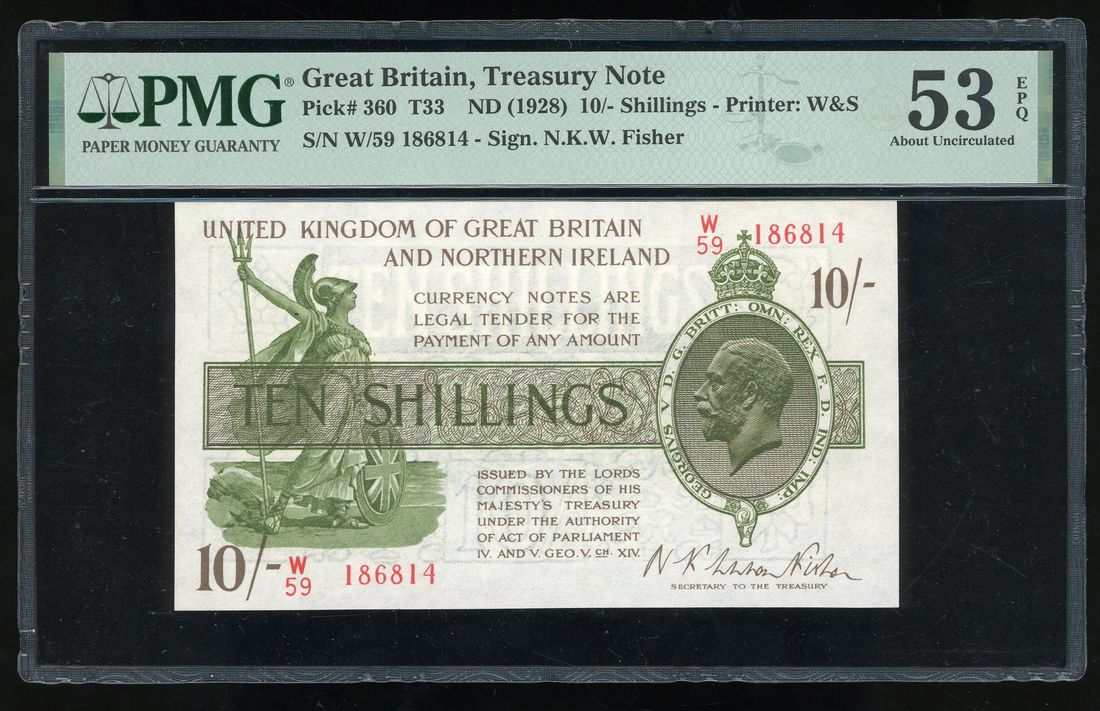 PMG®
PAPER MONEY GUARANTY
Great Britain, Treasury Note
Pick# 360 T33 ND (1928) 10/- Shillings - Printer: W&S
S/N W/59 186814 - Sign. N.K.W. Fisher
53
EPQ
About Uncirculated
UNITED KINGDOM OF GREAT BRITAIN
AND NORTHERN IRELAND
W
59 186814
10/-
CURRENCY NOTES ARE
LEGAL TENDER FOR THE
PAYMENT OF ANY AMOUNT
GEORGIVS V D. G. BRITT: OMN: REX F. D. IND: IMP:
TEN SHILLINGS
ISSUED BY THE LORDS
COMMISSIONERS OF HIS
MAJESTY'S TREASURY
UNDER THE AUTHORITY
OF ACT OF PARLIAMENT
IV. AND V. GEO. V. CH. XIV.
10/-
W
59 186814
SECRETARY TO THE TREASURY